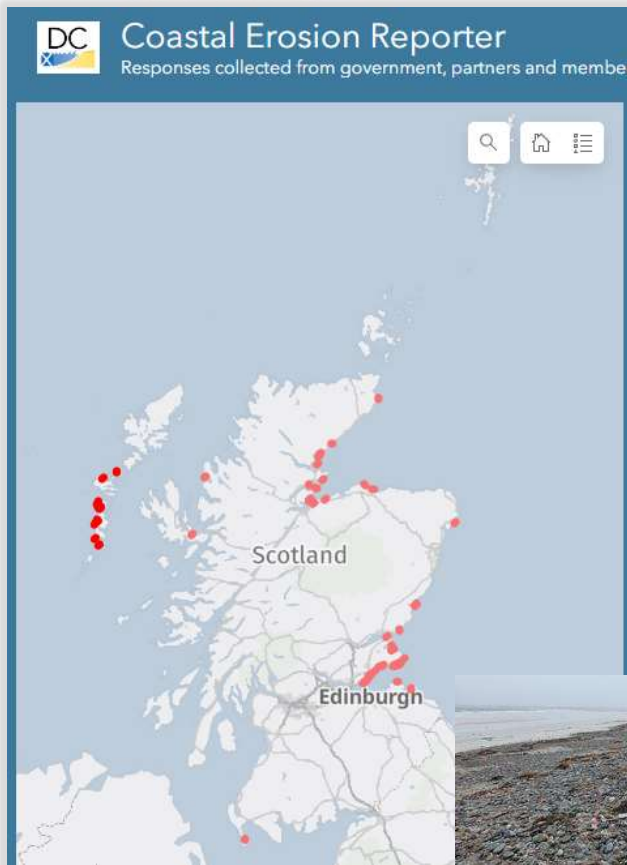 DC
Coastal Erosion Reporter
Responses collected from government, partners and membe
Scotland
Edinburgh